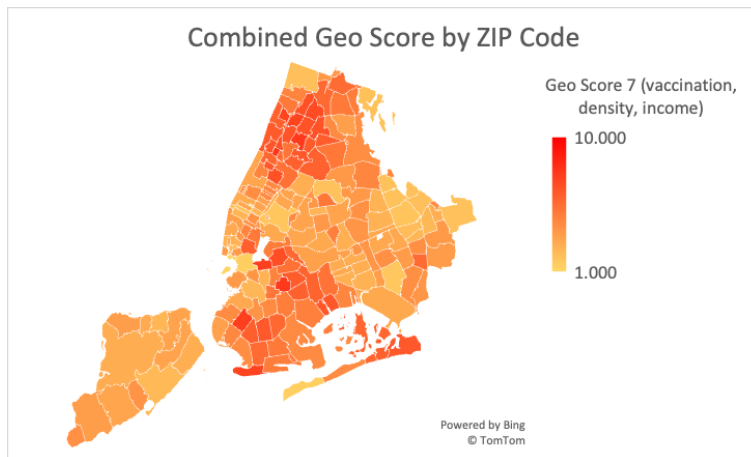 Combined Geo Score by ZIP Code
Geo Score 7 (vaccination,
density, income)
10.000
1.000
Powered by Bing
© TomTom